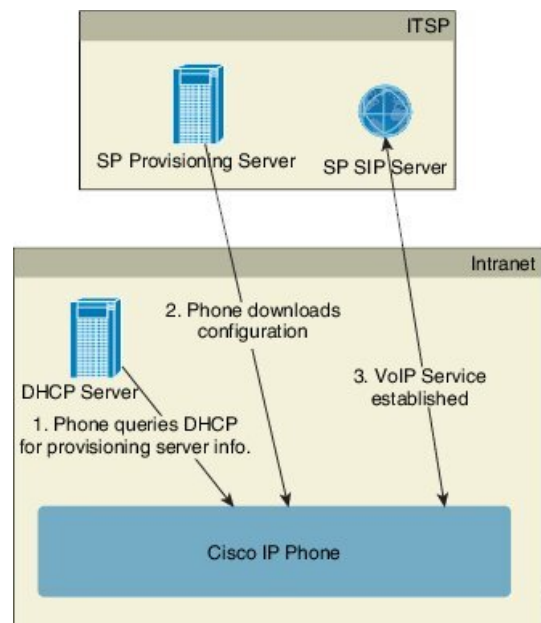 ITSP
SP Provisioning Server
SP SIP Server
Intranet
2. Phone downloads
configuration
DHCP Server
3. VoIP Service
established
1. Phone queries DHCP
for provisioning server info.
Cisco IP Phone